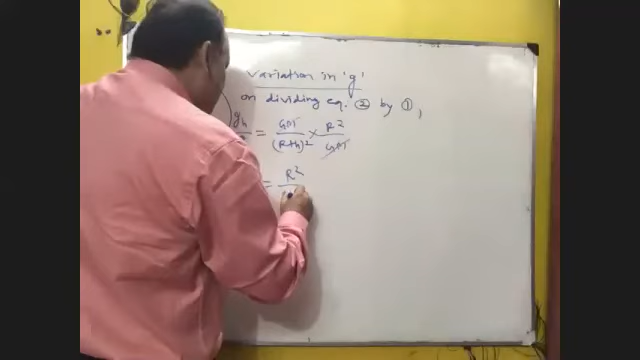 variation in 'g'
on dividing eq. ② by ①,
gh = GM/(R+h)² × R²/GM
= R²